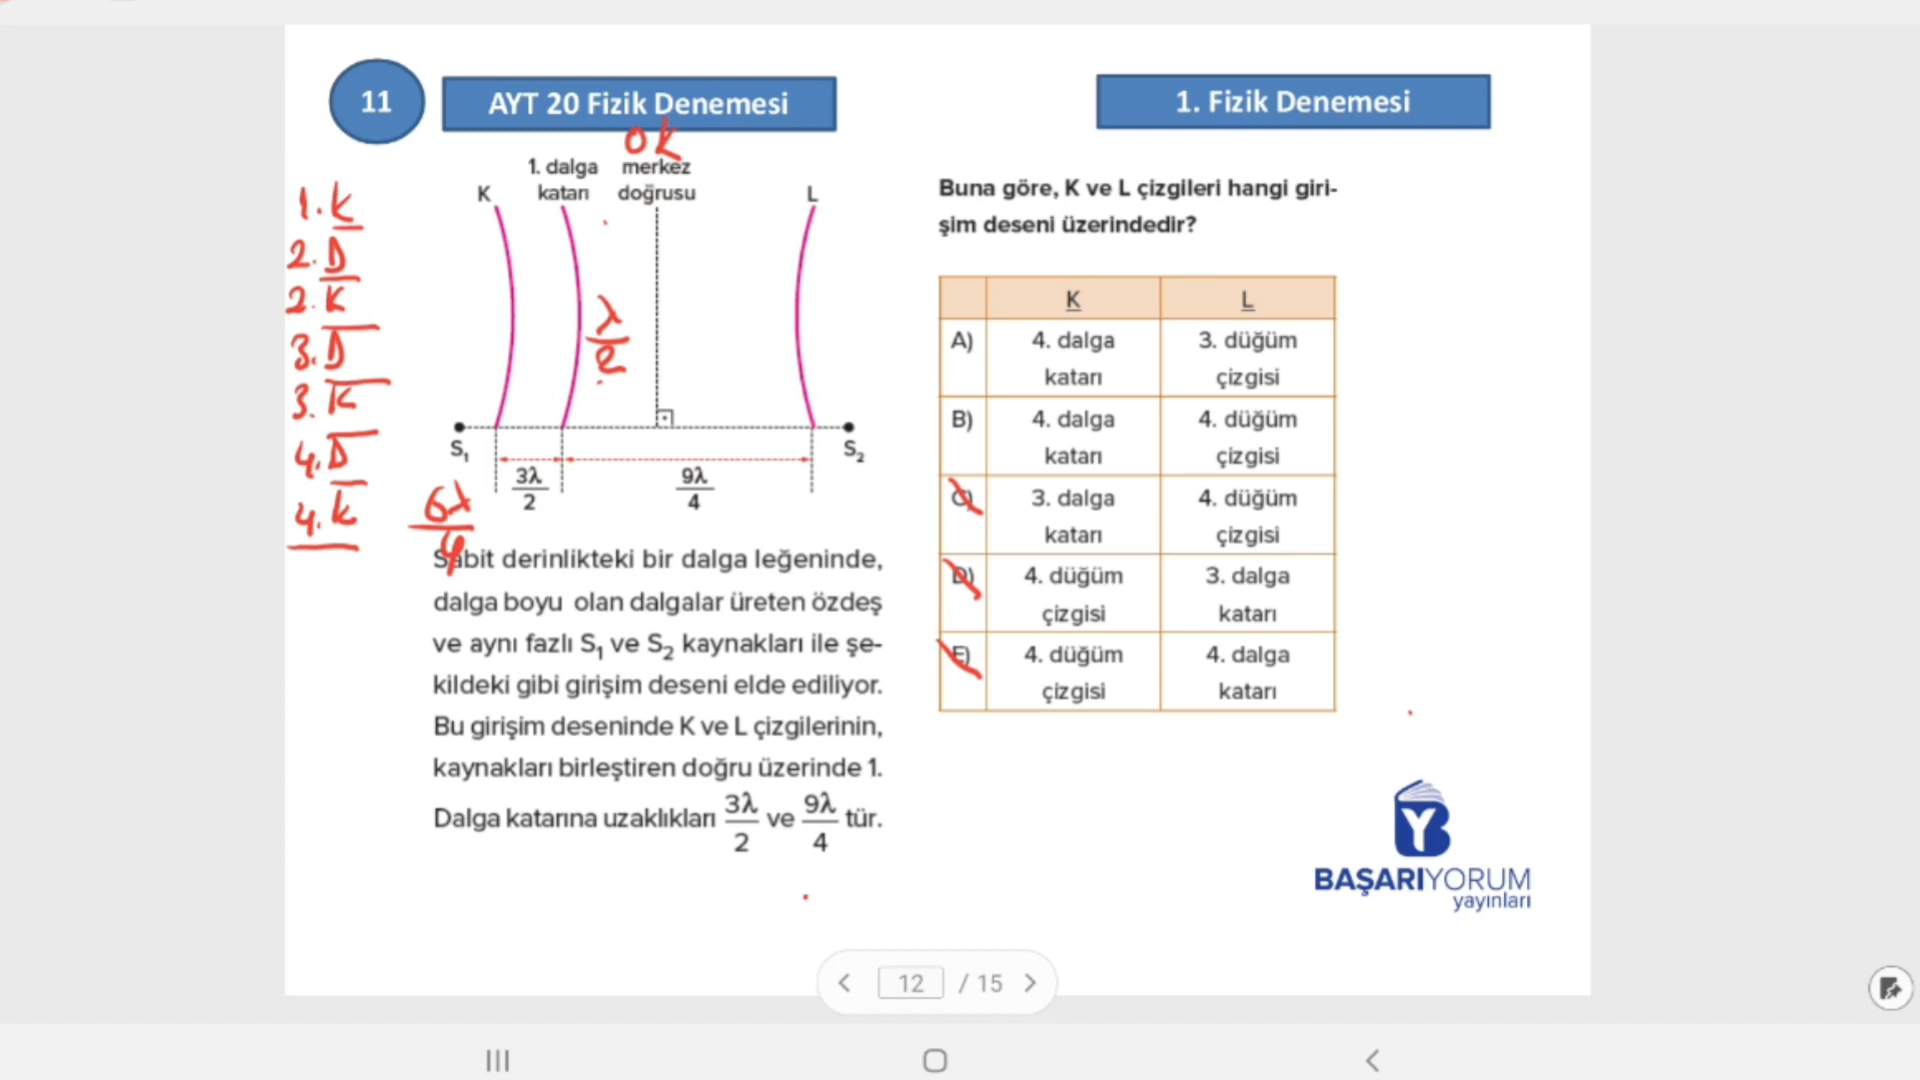 11
AYT 20 Fizik Denemesi
1. Fizik Denemesi
0 K
1. dalga katarı
merkez doğrusu
K
L
1. K
2. D
2. K
3. D
3. K
4. D
4. K
λ/2
S₁
S₂
3λ/2
9λ/4
6λ/4
Sabit derinlikteki bir dalga leğeninde,
dalga boyu olan dalgalar üreten özdeş
ve aynı fazlı S₁ ve S₂ kaynakları ile şe-
kildeki gibi girişim deseni elde ediliyor.
Bu girişim deseninde K ve L çizgilerinin,
kaynakları birleştiren doğru üzerinde 1.
Dalga katarına uzaklıkları 3λ/2 ve 9λ/4 tür.
Buna göre, K ve L çizgileri hangi giri-
şim deseni üzerindedir?
K L
A) 4. dalga katarı 3. düğüm çizgisi
B) 4. dalga katarı 4. düğüm çizgisi
C) 3. dalga katarı 4. düğüm çizgisi
D) 4. düğüm çizgisi 3. dalga katarı
E) 4. düğüm çizgisi 4. dalga katarı
BY
BAŞARIYORUM
yayınları
12 / 15